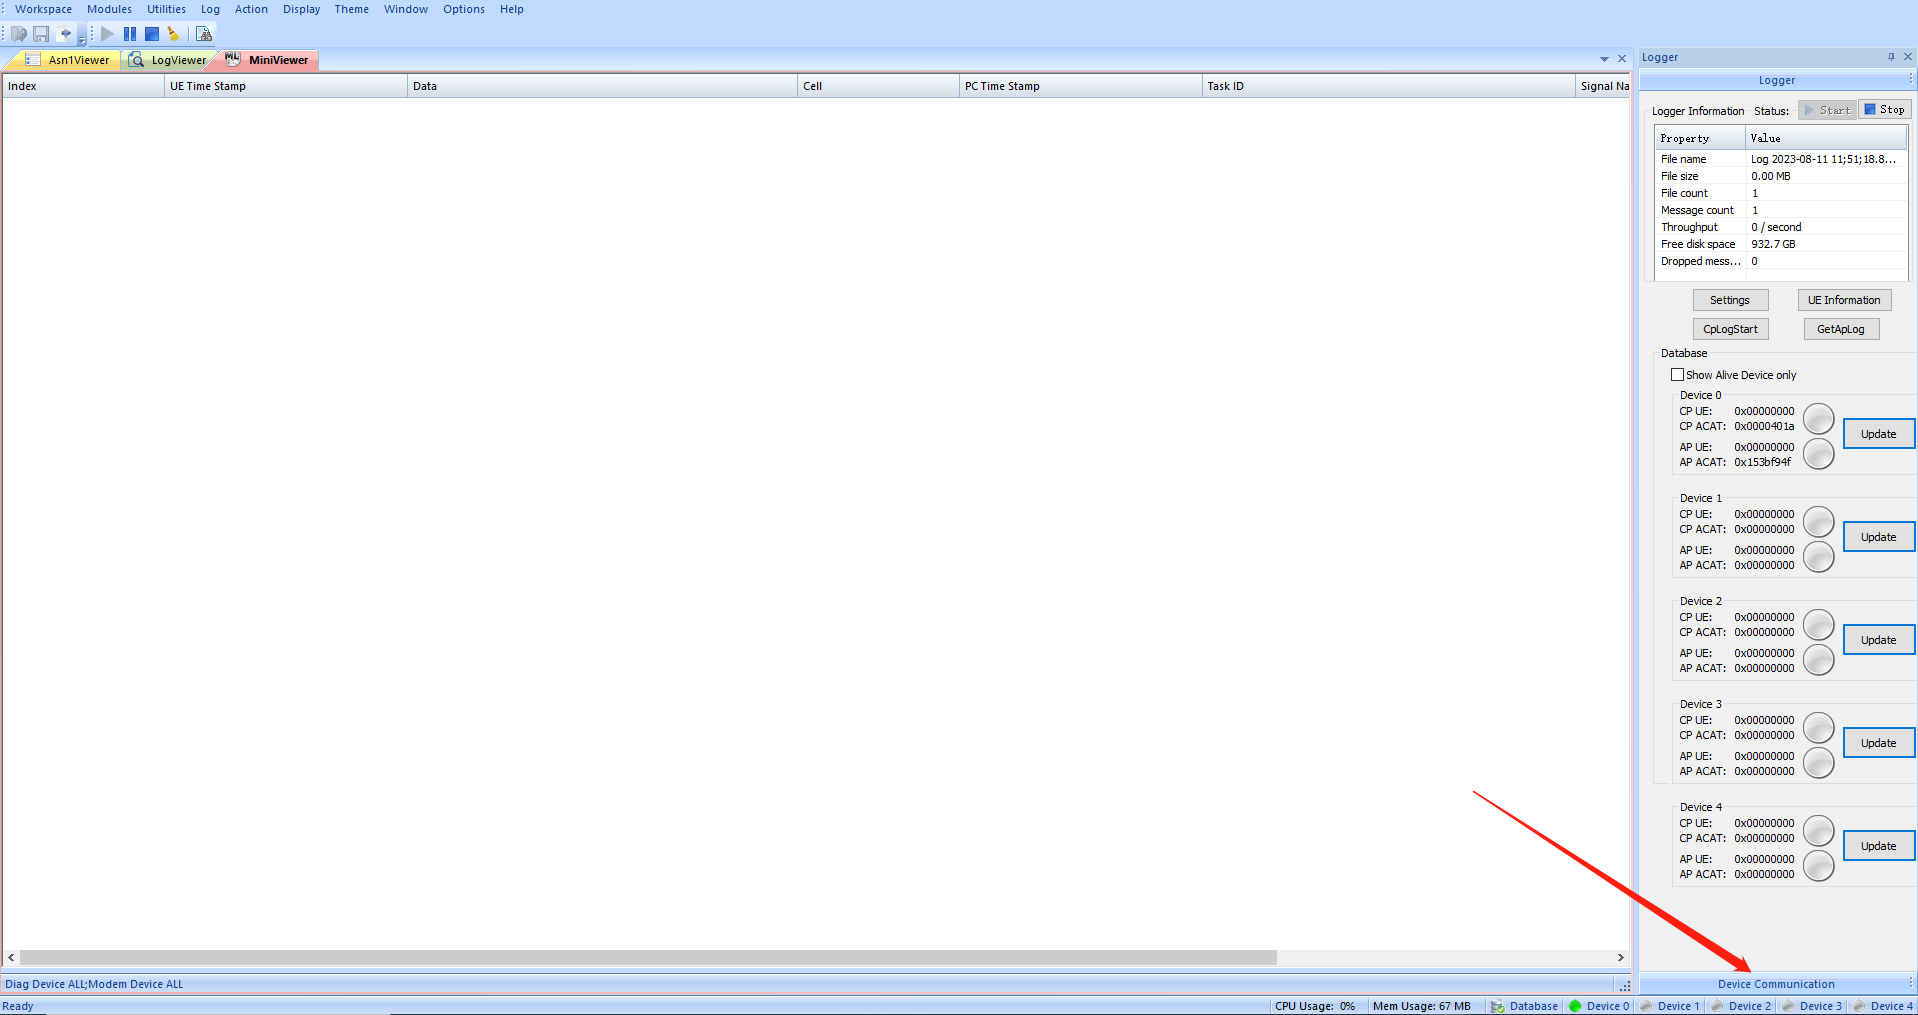 Workspace Modules Utilities Log Action Display Theme Window Options Help
Asn1Viewer LogViewer MiniViewer
Index UE Time Stamp Data Cell PC Time Stamp Task ID Signal Na
Diag Device ALL;Modem Device ALL
Logger
Logger
Logger Information Status: Start Stop
Property Value
File name Log 2023-08-11 11;51;18.8...
File size 0.00 MB
File count 1
Message count 1
Throughput 0 / second
Free disk space 932.7 GB
Dropped mess... 0
Settings UE Information
CpLogStart GetApLog
Database
Show Alive Device only
Device 0
CP UE: 0x00000000
CP ACAT: 0x0000401a
Update
AP UE: 0x00000000
AP ACAT: 0x153bf94f
Device 1
CP UE: 0x00000000
CP ACAT: 0x00000000
Update
AP UE: 0x00000000
AP ACAT: 0x00000000
Device 2
CP UE: 0x00000000
CP ACAT: 0x00000000
Update
AP UE: 0x00000000
AP ACAT: 0x00000000
Device 3
CP UE: 0x00000000
CP ACAT: 0x00000000
Update
AP UE: 0x00000000
AP ACAT: 0x00000000
Device 4
CP UE: 0x00000000
CP ACAT: 0x00000000
Update
AP UE: 0x00000000
AP ACAT: 0x00000000
Device Communication
Ready CPU Usage: 0% Mem Usage: 67 MB Database Device 0 Device 1 Device 2 Device 3 Device 4